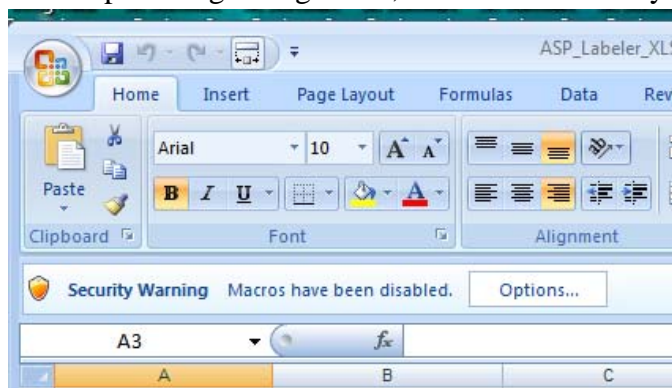 ASP_Labeler_XLS
Home Insert Page Layout Formulas Data Rev
Arial 10 A A
Paste B I U A
Clipboard Font Alignment
Security Warning Macros have been disabled. Options...
A3 fx
A B C